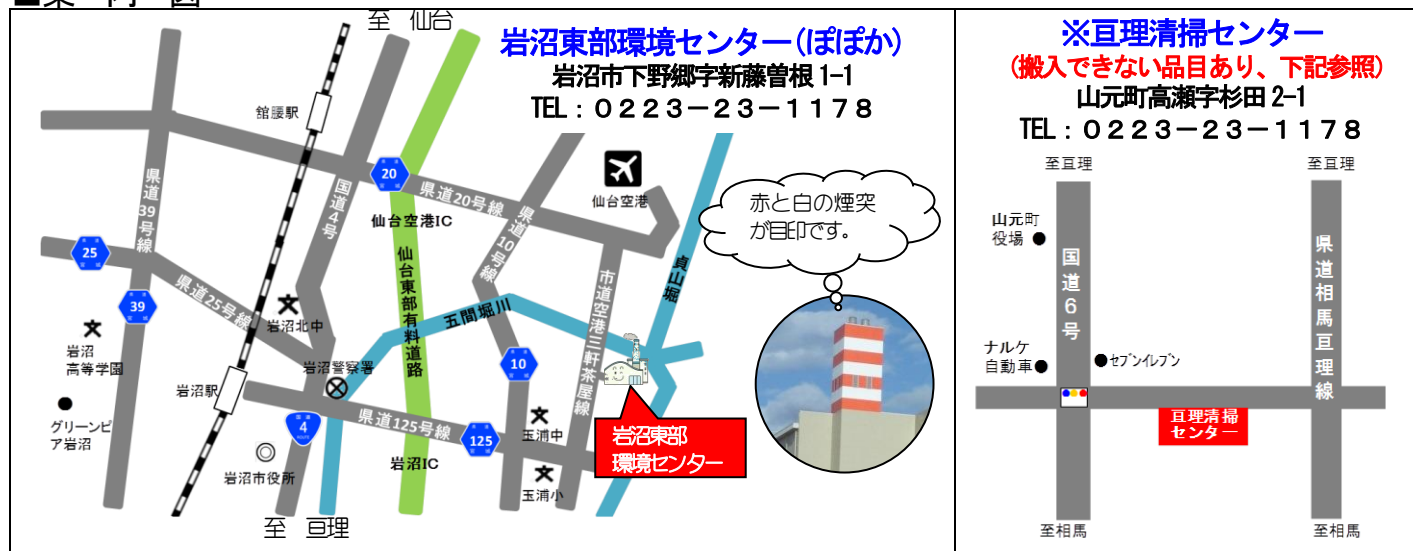 ■案 内 図
至 仙台
岩沼東部環境センター(ぽぽか)
岩沼市下野郷字新藤曽根1-1
TEL：０２２３－２３－１１７８
舘腰駅
県道39号線
国道4号
20
県道20号線
仙台空港
仙台空港IC
県道10号線
赤と白の煙突
が目印です。
25
県道25号線
39
仙台東部有料道路
市道空港三軒茶屋線
貞山堀
五間堀川
岩沼北中
岩沼
高等学園
岩沼警察署
10
岩沼駅
グリーンピ
ア岩沼
4
ROUTE
県道125号線
125
玉浦中
岩沼東部
環境センター
岩沼IC
岩沼市役所
玉浦小
至 亘理
※亘理清掃センター
(搬入できない品目あり、下記参照)
山元町高瀬字杉田2-1
TEL：０２２３－２３－１１７８
至亘理
至亘理
山元町
役場
国道6号
県道相馬亘理線
ナルケ
自動車
セブンイレブン
亘理清掃
センター
至相馬
至相馬